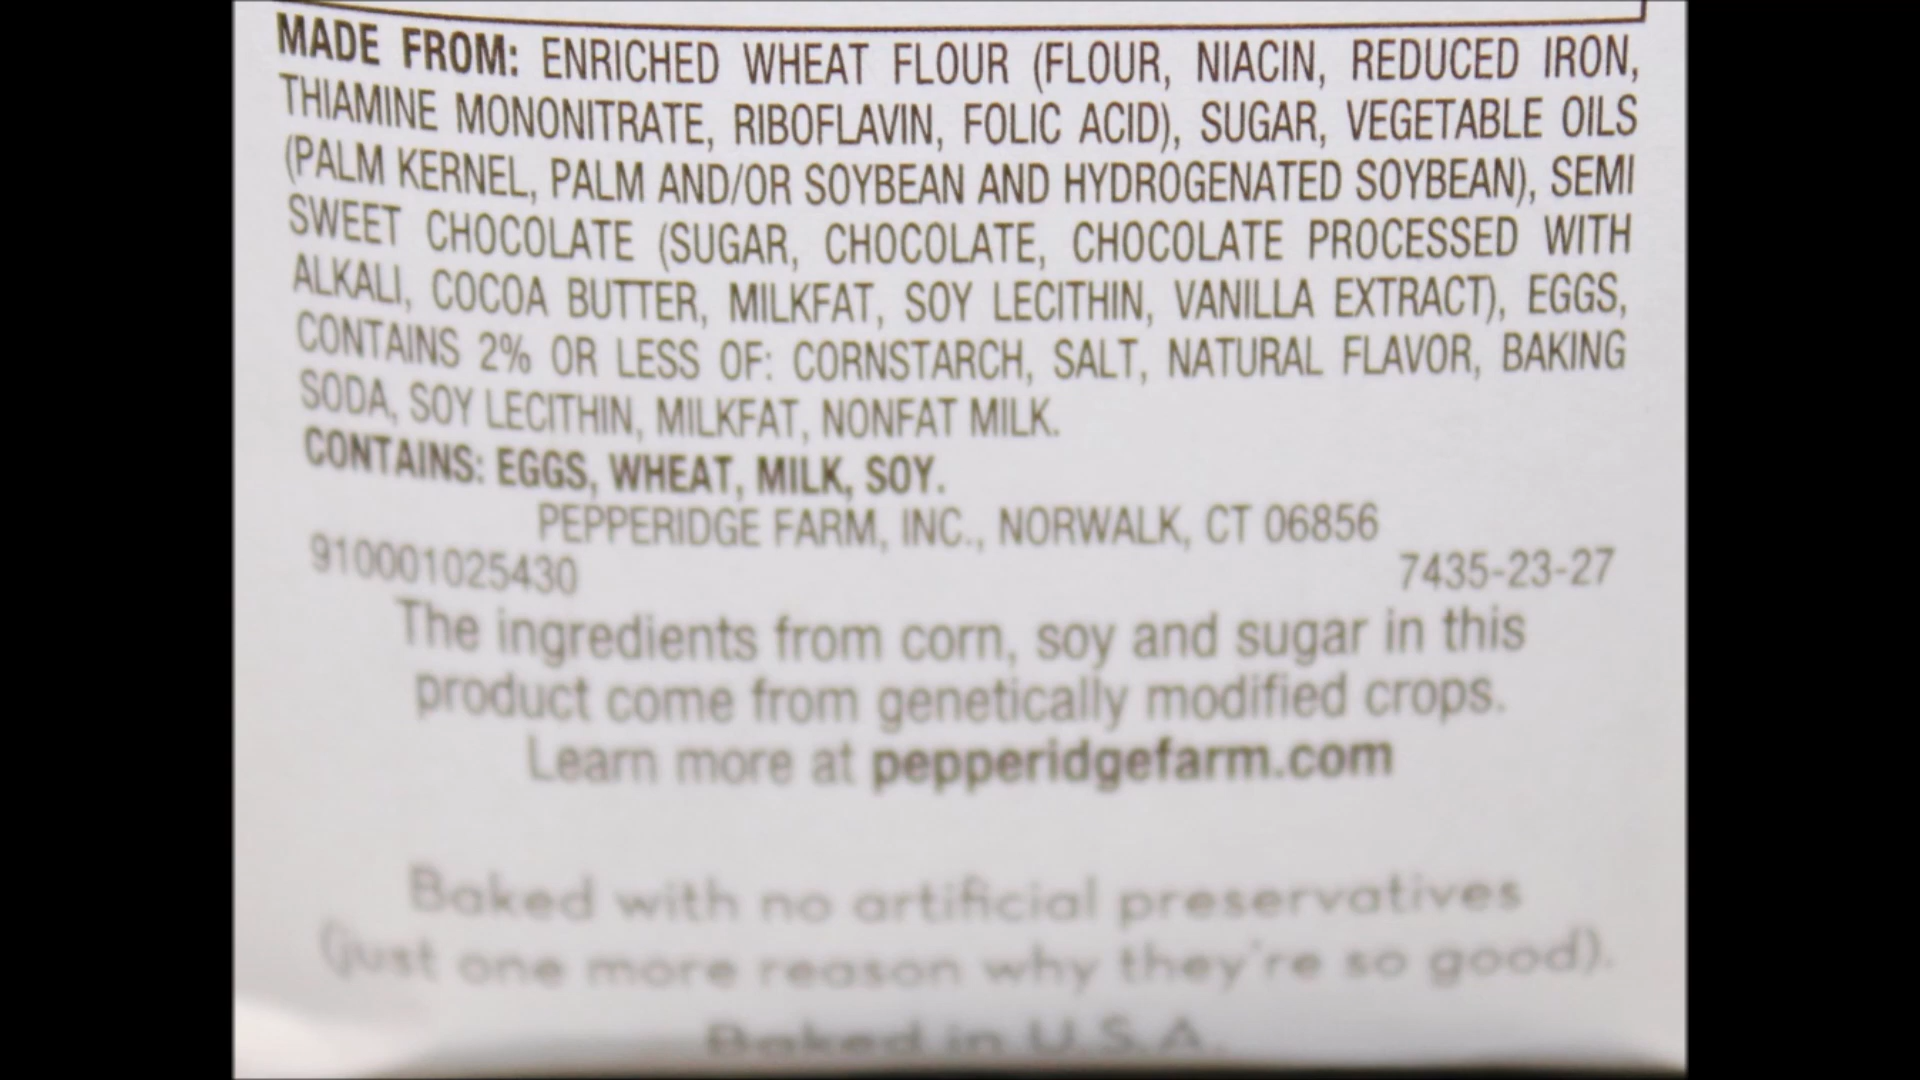 MADE FROM: ENRICHED WHEAT FLOUR (FLOUR, NIACIN, REDUCED IRON,
THIAMINE MONONITRATE, RIBOFLAVIN, FOLIC ACID), SUGAR, VEGETABLE OILS
(PALM KERNEL, PALM AND/OR SOYBEAN AND HYDROGENATED SOYBEAN), SEMI
SWEET CHOCOLATE (SUGAR, CHOCOLATE, CHOCOLATE PROCESSED WITH
ALKALI, COCOA BUTTER, MILKFAT, SOY LECITHIN, VANILLA EXTRACT), EGGS,
CONTAINS 2% OR LESS OF: CORNSTARCH, SALT, NATURAL FLAVOR, BAKING
SODA, SOY LECITHIN, MILKFAT, NONFAT MILK.
CONTAINS: EGGS, WHEAT, MILK, SOY.
PEPPERIDGE FARM, INC., NORWALK, CT 06856
910001025430 7435-23-27
The ingredients from corn, soy and sugar in this
product come from genetically modified crops.
Learn more at pepperidgefarm.com
Baked with no artificial preservatives
(just one more reason why they're so good).
Baked in U.S.A.